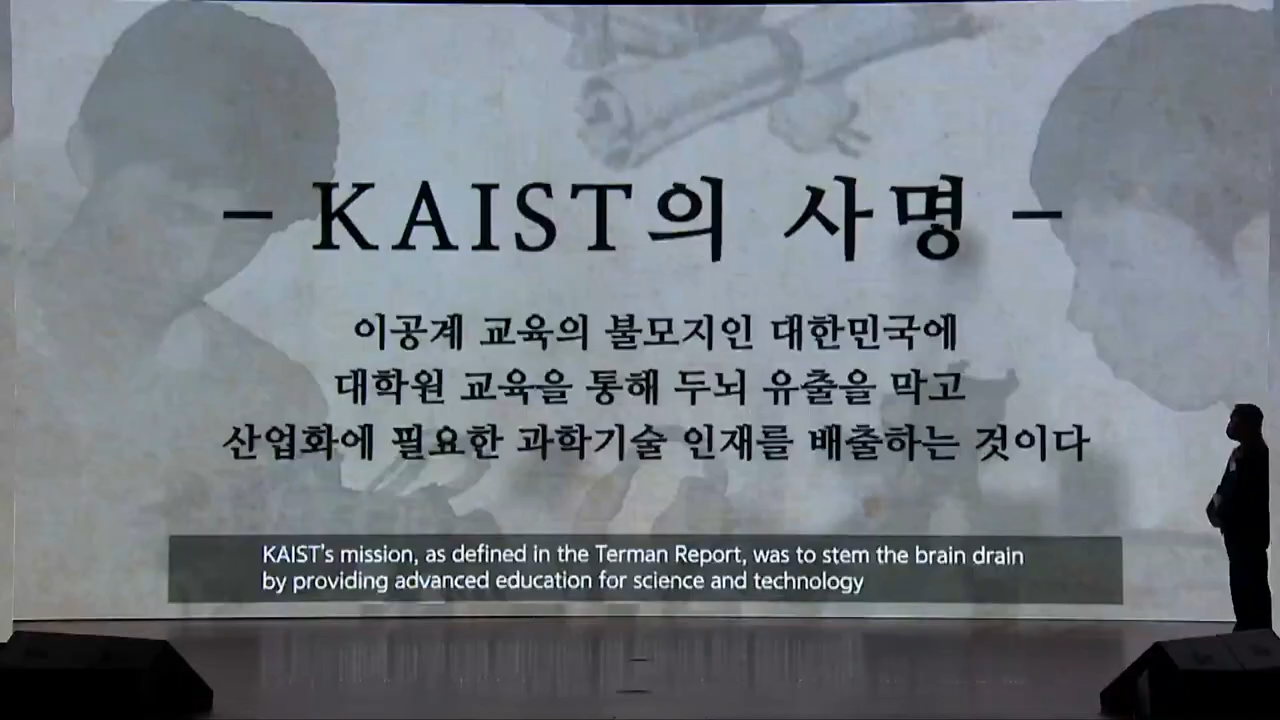 – KAIST의 사명 –
이공계 교육의 불모지인 대한민국에
대학원 교육을 통해 두뇌 유출을 막고
산업화에 필요한 과학기술 인재를 배출하는 것이다
KAIST's mission, as defined in the Terman Report, was to stem the brain drain
by providing advanced education for science and technology